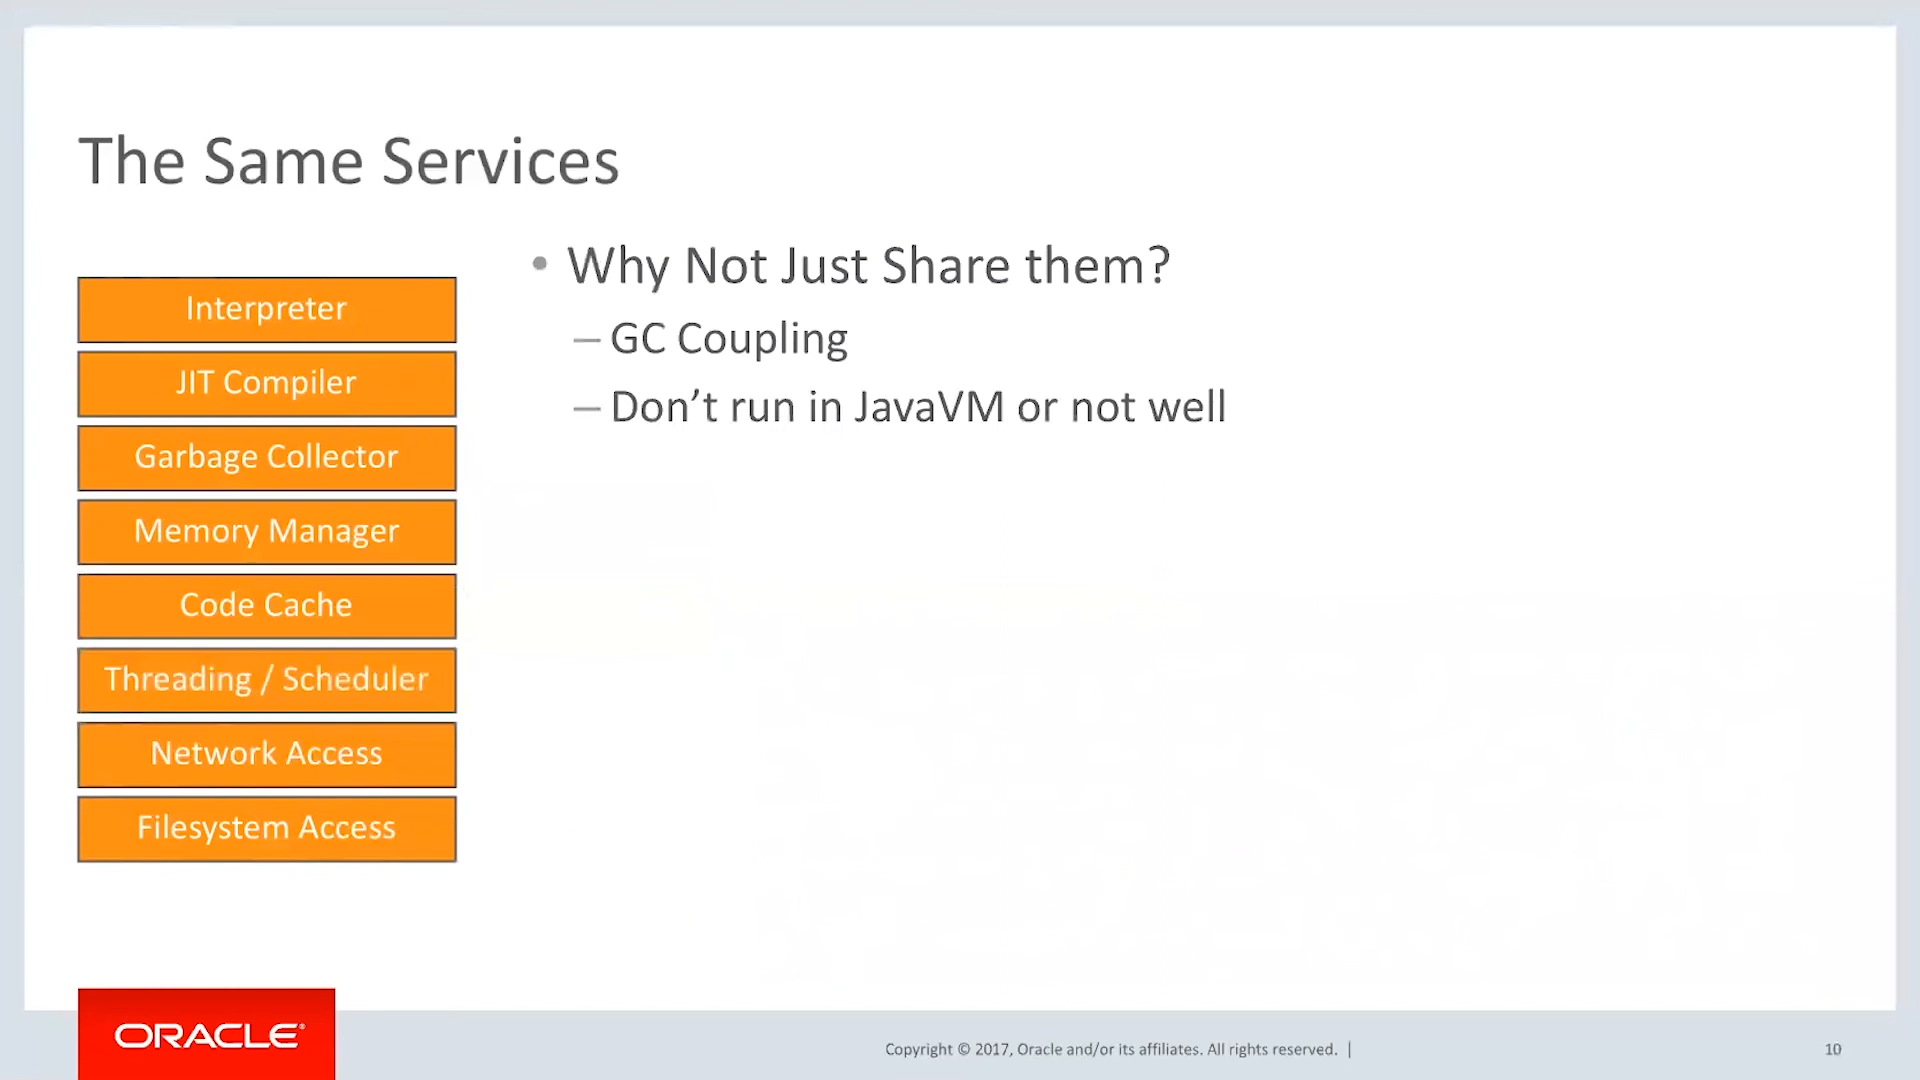 The Same Services
Interpreter
JIT Compiler
Garbage Collector
Memory Manager
Code Cache
Threading / Scheduler
Network Access
Filesystem Access
• Why Not Just Share them?
– GC Coupling
– Don’t run in JavaVM or not well
ORACLE®
Copyright © 2017, Oracle and/or its affiliates. All rights reserved. |
10